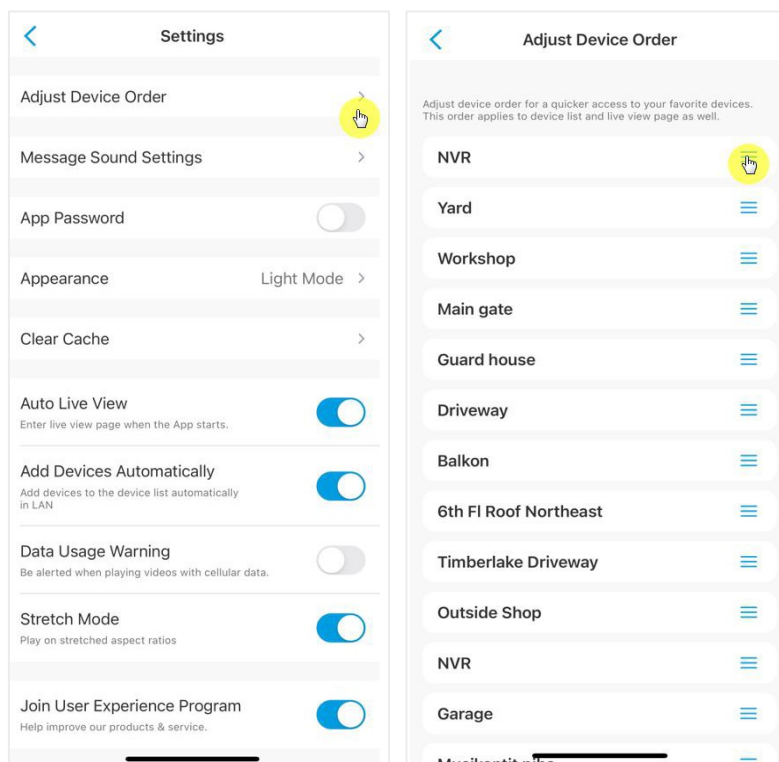 Settings
Adjust Device Order
Message Sound Settings
App Password
Appearance Light Mode
Clear Cache
Auto Live View
Enter live view page when the App starts.
Add Devices Automatically
Add devices to the device list automatically
in LAN
Data Usage Warning
Be alerted when playing videos with cellular data.
Stretch Mode
Play on stretched aspect ratios
Join User Experience Program
Help improve our products & service.
Adjust Device Order
Adjust device order for a quicker access to your favorite devices.
This order applies to device list and live view page as well.
NVR
Yard
Workshop
Main gate
Guard house
Driveway
Balkon
6th Fl Roof Northeast
Timberlake Driveway
Outside Shop
NVR
Garage